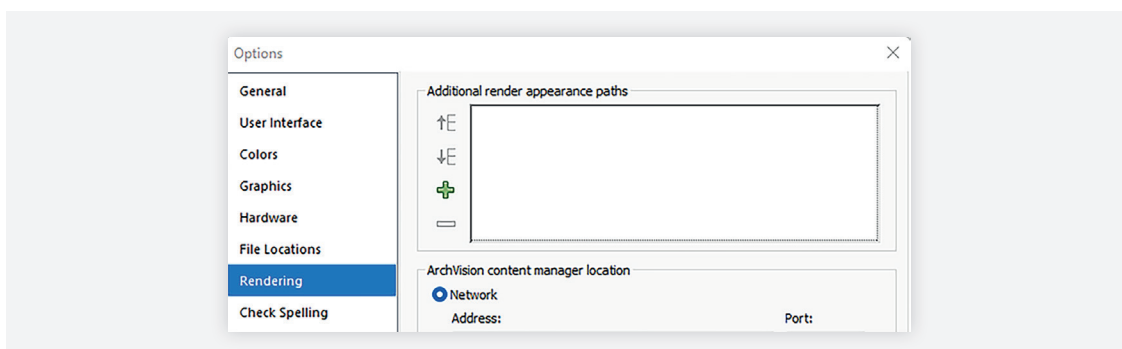 Options
General
User Interface
Colors
Graphics
Hardware
File Locations
Rendering
Check Spelling
Additional render appearance paths
ArchVision content manager location
Network
Address: Port: